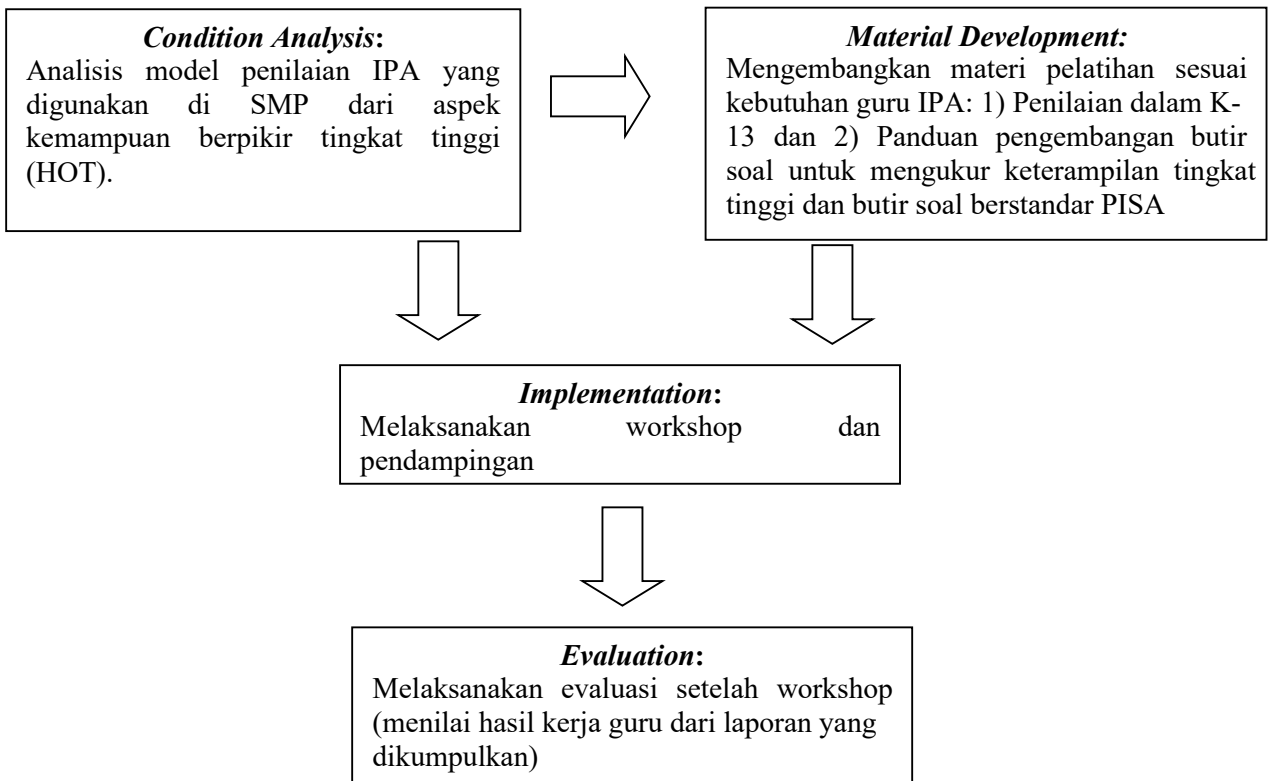 Condition Analysis:
Analisis model penilaian IPA yang
digunakan di SMP dari aspek
kemampuan berpikir tingkat tinggi
(HOT).
Material Development:
Mengembangkan materi pelatihan sesuai
kebutuhan guru IPA: 1) Penilaian dalam K-
13 dan 2) Panduan pengembangan butir
soal untuk mengukur keterampilan tingkat
tinggi dan butir soal berstandar PISA
Implementation:
Melaksanakan workshop dan
pendampingan
Evaluation:
Melaksanakan evaluasi setelah workshop
(menilai hasil kerja guru dari laporan yang
dikumpulkan)